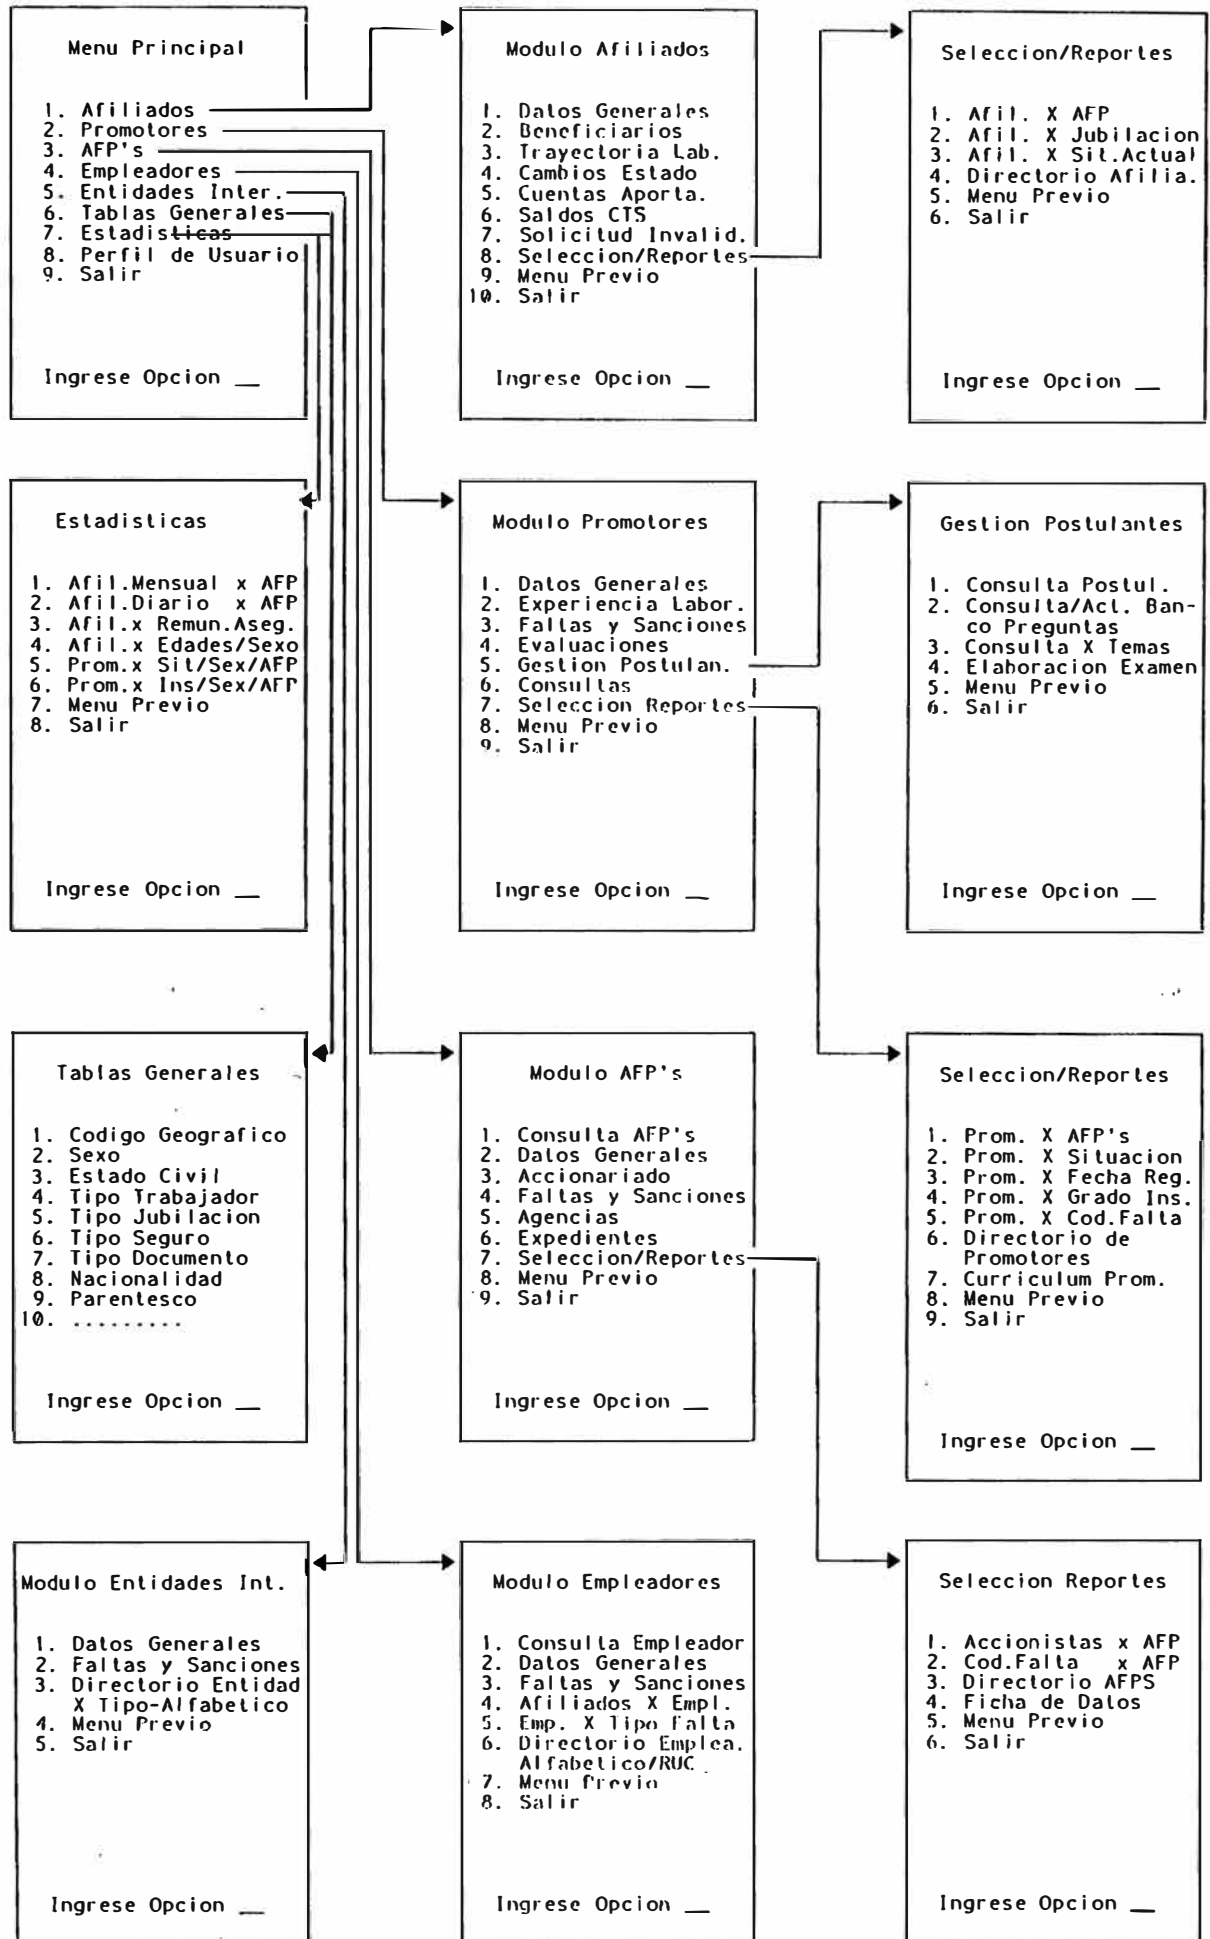 Menu Principal
1. Afiliados
2. Promotores
3. AFP's
4. Empleadores
5. Entidades Inter.
6. Tablas Generales
7. Estadisticas
8. Perfil de Usuario
9. Salir
Ingrese Opcion __
Modulo Afiliados
1. Datos Generales
2. Beneficiarios
3. Trayectoria Lab.
4. Cambios Estado
5. Cuentas Aporta.
6. Saldos CTS
7. Solicitud Invalid.
8. Seleccion/Reportes
9. Menu Previo
10. Salir
Ingrese Opcion __
Seleccion/Reportes
1. Afil. X AFP
2. Afil. X Jubilacion
3. Afil. X Sit.Actual
4. Directorio Afilia.
5. Menu Previo
6. Salir
Ingrese Opcion __
Estadisticas
1. Afil.Mensual x AFP
2. Afil.Diario x AFP
3. Afil.x Remun.Aseg.
4. Afil.x Edades/Sexo
5. Prom.x Sit/Sex/AFP
6. Prom.x Ins/Sex/AFP
7. Menu Previo
8. Salir
Ingrese Opcion __
Modulo Promotores
1. Datos Generales
2. Experiencia Labor.
3. Faltas y Sanciones
4. Evaluaciones
5. Gestion Postulan.
6. Consultas
7. Seleccion Reportes
8. Menu Previo
9. Salir
Ingrese Opcion __
Gestion Postulantes
1. Consulta Postul.
2. Consulta/Act. Ban-
co Preguntas
3. Consulta X Temas
4. Elaboracion Examen
5. Menu Previo
6. Salir
Ingrese Opcion __
Tablas Generales
1. Codigo Geografico
2. Sexo
3. Estado Civil
4. Tipo Trabajador
5. Tipo Jubilacion
6. Tipo Seguro
7. Tipo Documento
8. Nacionalidad
9. Parentesco
10. .........
Ingrese Opcion __
Modulo AFP's
1. Consulta AFP's
2. Datos Generales
3. Accionariado
4. Faltas y Sanciones
5. Agencias
6. Expedientes
7. Seleccion/Reportes
8. Menu Previo
9. Salir
Ingrese Opcion __
Seleccion/Reportes
1. Prom. X AFP's
2. Prom. X Situacion
3. Prom. X Fecha Reg.
4. Prom. X Grado Ins.
5. Prom. X Cod.Falta
6. Directorio de
Promotores
7. Curriculum Prom.
8. Menu Previo
9. Salir
Ingrese Opcion __
Modulo Entidades Int.
1. Datos Generales
2. Faltas y Sanciones
3. Directorio Entidad
X Tipo-Alfabetico
4. Menu Previo
5. Salir
Ingrese Opcion __
Modulo Empleadores
1. Consulta Empleador
2. Datos Generales
3. Faltas y Sanciones
4. Afiliados X Empl.
5. Emp. X Tipo Falta
6. Directorio Emplea.
Alfabetico/RUC
7. Menu Previo
8. Salir
Ingrese Opcion __
Seleccion Reportes
1. Accionistas x AFP
2. Cod.Falta x AFP
3. Directorio AFPS
4. Ficha de Datos
5. Menu Previo
6. Salir
Ingrese Opcion __